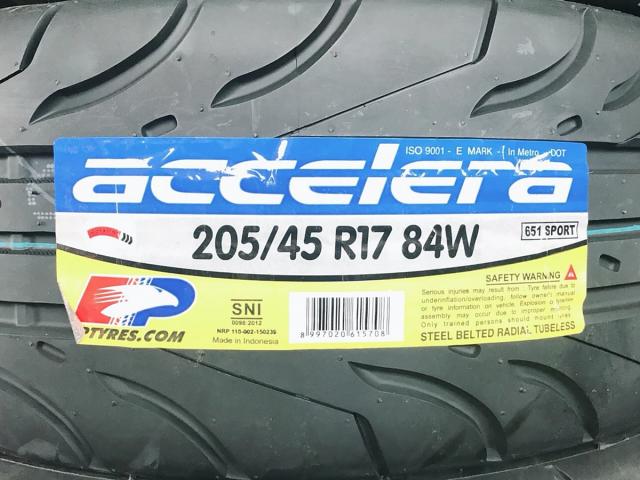 ISO 9001 - E MARK - ( In Metro - DOT
accelera
205/45 R17 84W
651 SPORT
SAFETY WARNING
Serious injuries may result from : Tyre failure due to
underinflation/overloading, follow owner's manual
or tyre information on vehicle. Explosion of tyre/rim
assembly may occur due to improper mounting.
Only trained persons should mount tyres
STEEL BELTED RADIAL TUBELESS
PTYRES.COM
SNI
0098:2012
NRP 110-002-150239
Made in Indonesia
8 997020 615708